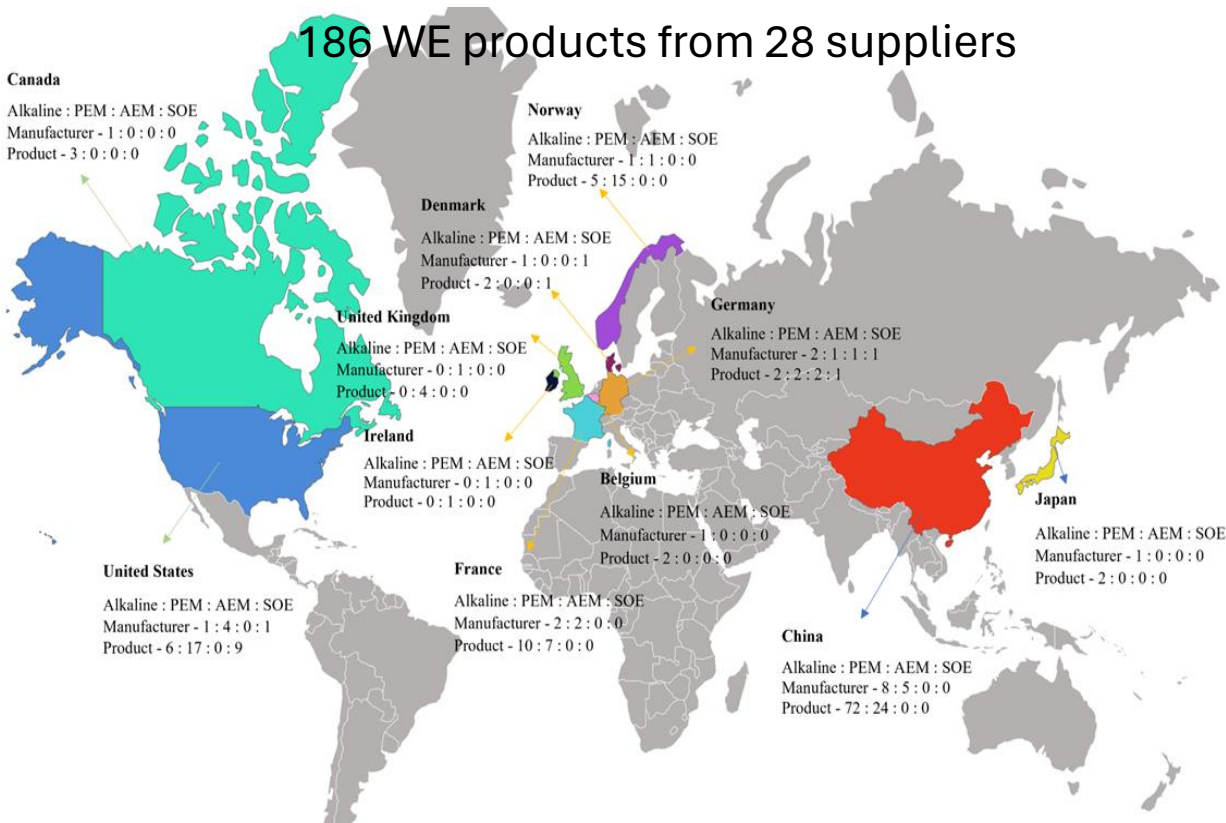 186 WE products from 28 suppliers
Canada
Alkaline : PEM : AEM : SOE
Manufacturer - 1 : 0 : 0 : 0
Product - 3 : 0 : 0 : 0
Norway
Alkaline : PEM : AEM : SOE
Manufacturer - 1 : 1 : 0 : 0
Product - 5 : 15 : 0 : 0
Denmark
Alkaline : PEM : AEM : SOE
Manufacturer - 1 : 0 : 0 : 1
Product - 2 : 0 : 0 : 1
United Kingdom
Alkaline : PEM : AEM : SOE
Manufacturer - 0 : 1 : 0 : 0
Product - 0 : 4 : 0 : 0
Germany
Alkaline : PEM : AEM : SOE
Manufacturer - 2 : 1 : 1 : 1
Product - 2 : 2 : 2 : 1
Ireland
Alkaline : PEM : AEM : SOE
Manufacturer - 0 : 1 : 0 : 0
Product - 0 : 1 : 0 : 0
Belgium
Alkaline : PEM : AEM : SOE
Manufacturer - 1 : 0 : 0 : 0
Product - 2 : 0 : 0 : 0
Japan
Alkaline : PEM : AEM : SOE
Manufacturer - 1 : 0 : 0 : 0
Product - 2 : 0 : 0 : 0
United States
Alkaline : PEM : AEM : SOE
Manufacturer - 1 : 4 : 0 : 1
Product - 6 : 17 : 0 : 9
France
Alkaline : PEM : AEM : SOE
Manufacturer - 2 : 2 : 0 : 0
Product - 10 : 7 : 0 : 0
China
Alkaline : PEM : AEM : SOE
Manufacturer - 8 : 5 : 0 : 0
Product - 72 : 24 : 0 : 0